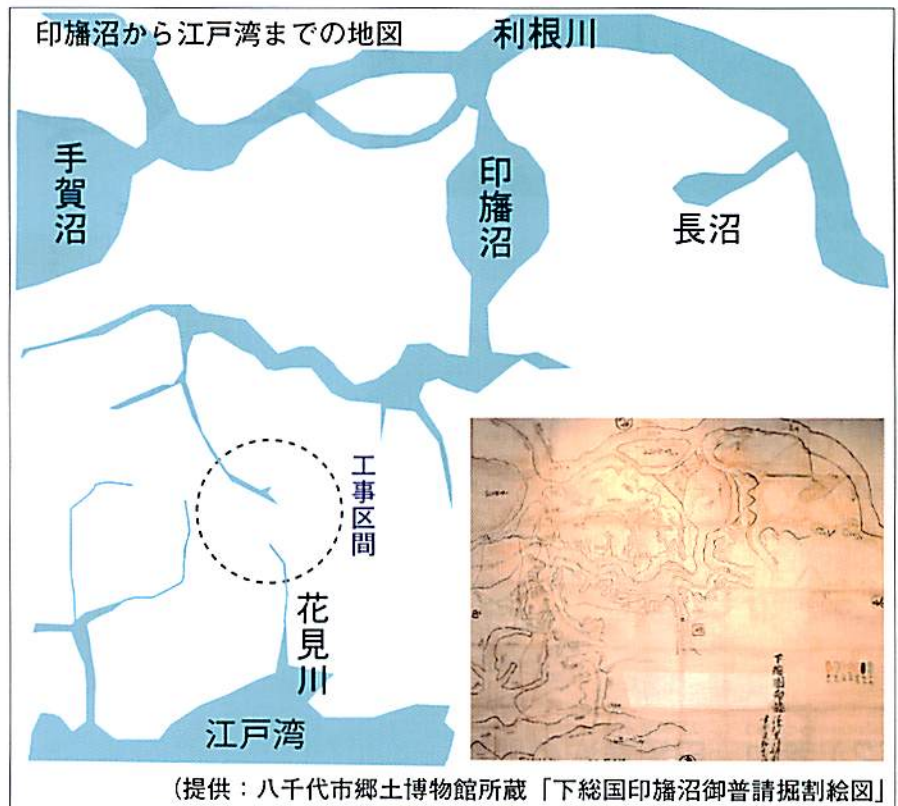 印旛沼から江戸湾までの地図
利根川
手賀沼
印旛沼
長沼
工事区間
花見川
江戸湾
(提供:八千代市郷土博物館所蔵「下総国印旛沼御普請掘割絵図」